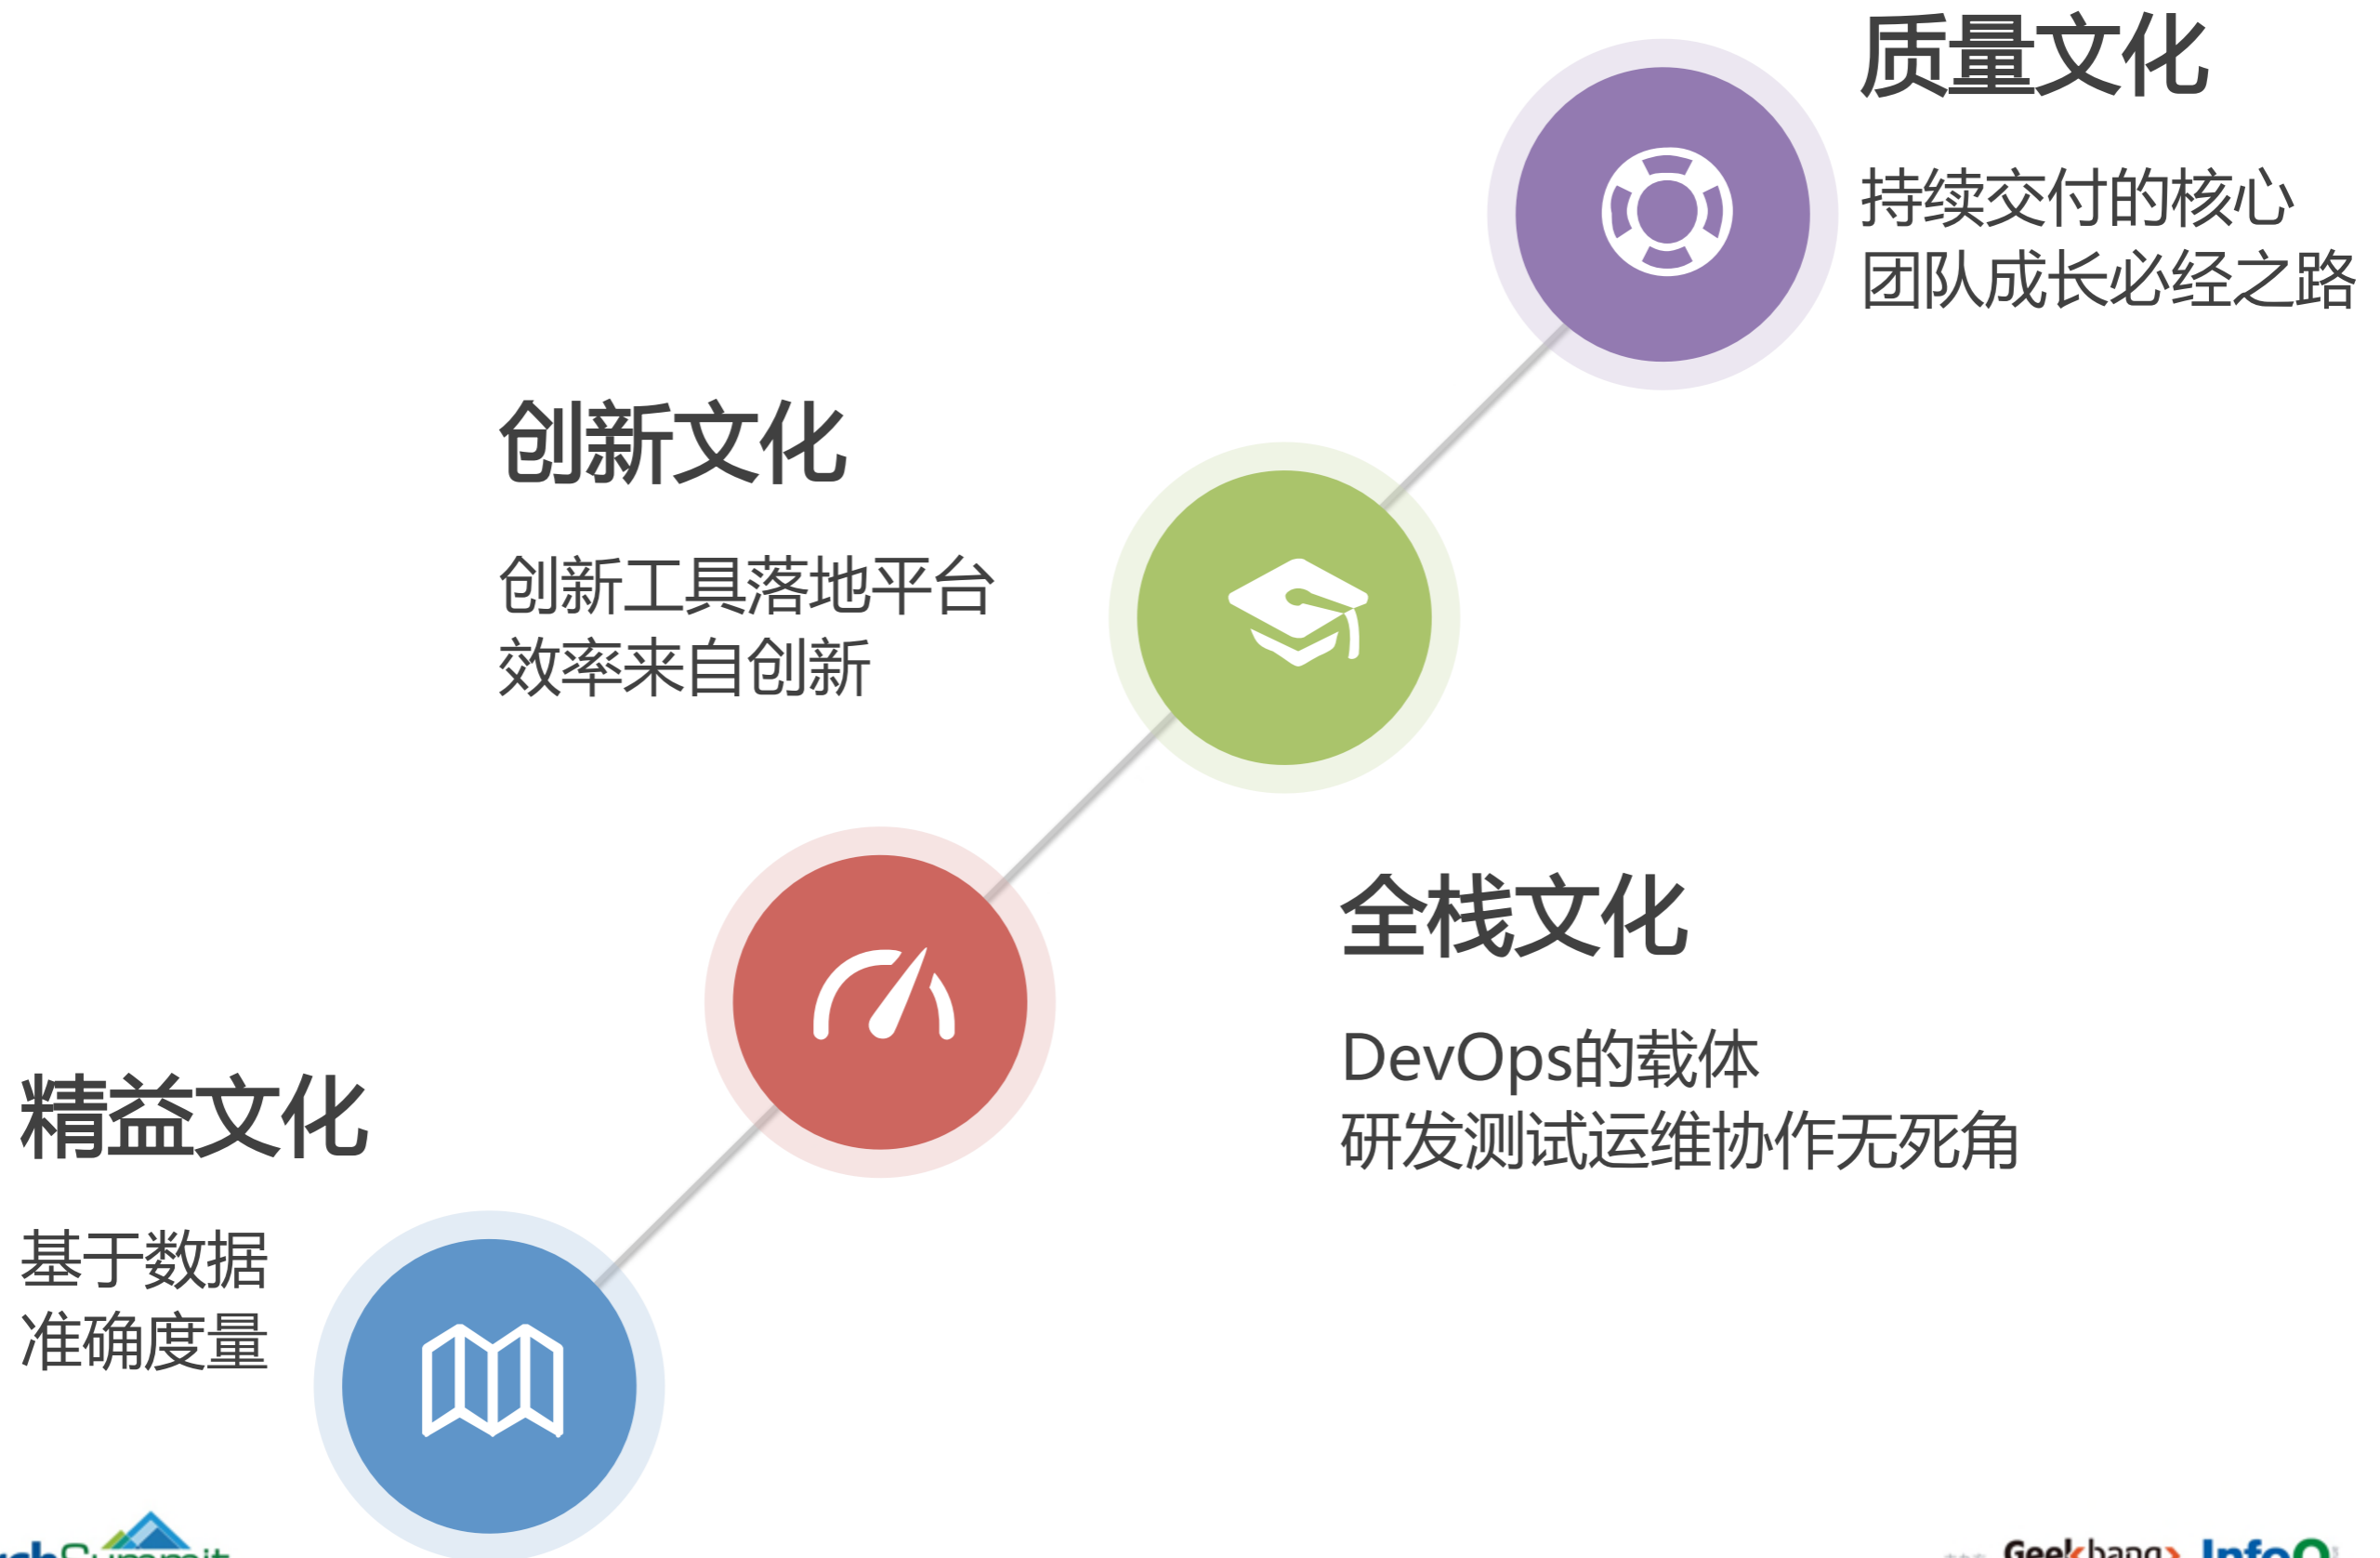 质量文化
持续交付的核心
团队成长必经之路
创新文化
创新工具落地平台
效率来自创新
全栈文化
DevOps的载体
研发测试运维协作无死角
精益文化
基于数据
准确度量
Geekbang> InfoQ